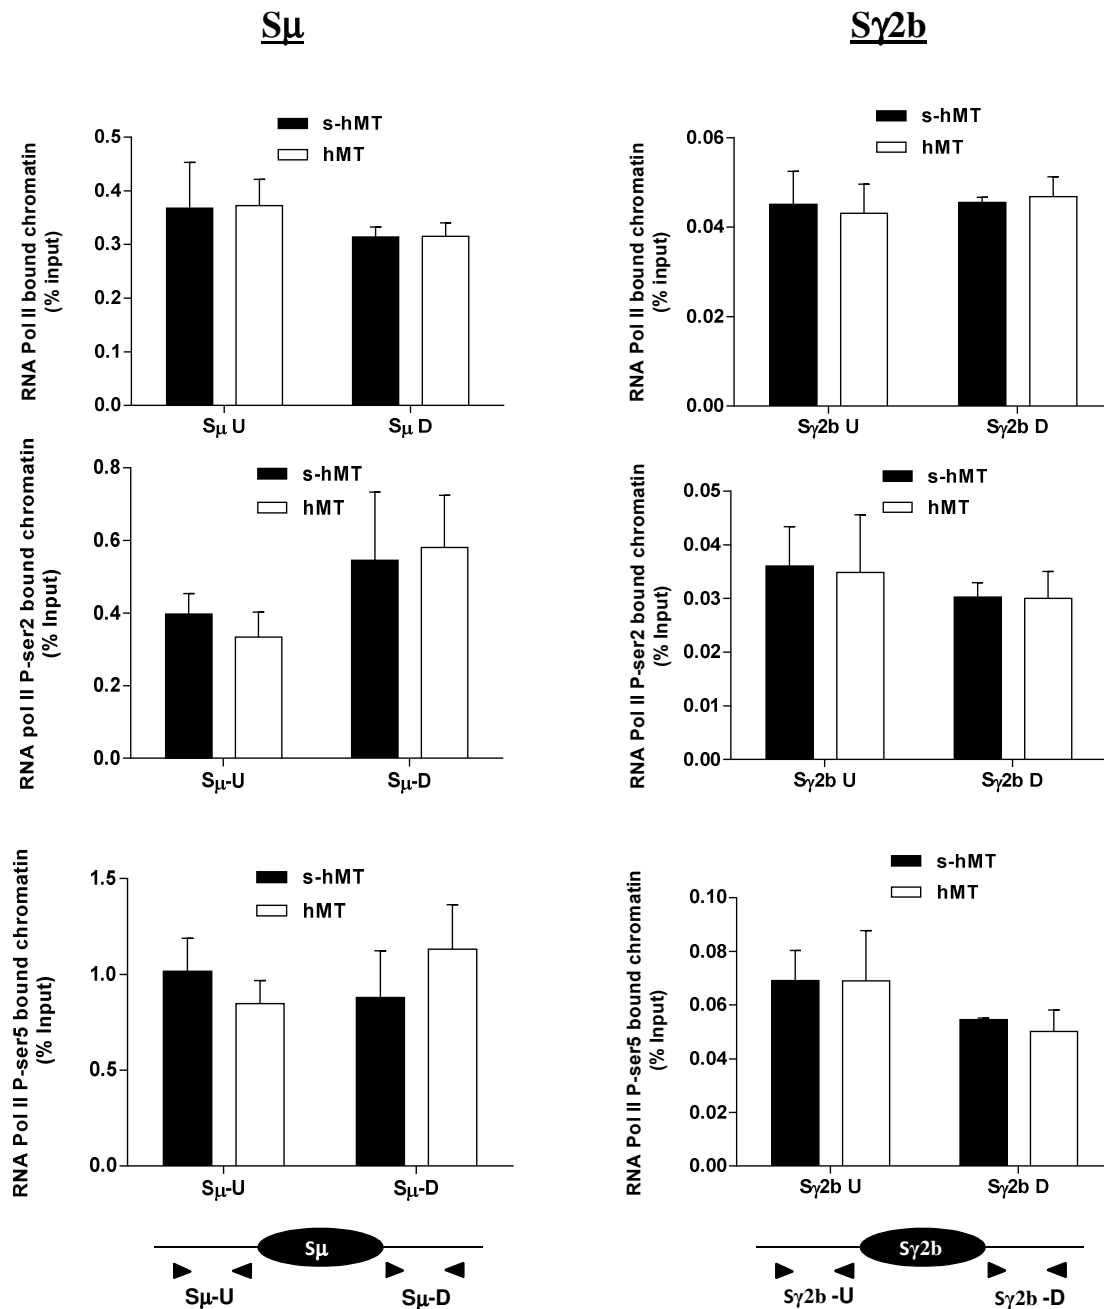 Sµ
Sγ2b
s-hMT
hMT
RNA Pol II bound chromatin
(% input)
0.5
0.4
0.3
0.2
0.1
0.0
Sµ U
Sµ D
s-hMT
hMT
RNA Pol II bound chromatin
(% input)
0.06
0.04
0.02
0.00
Sγ2b U
Sγ2b D
s-hMT
hMT
RNA pol II P-ser2 bound chromatin
(% Input)
0.8
0.6
0.4
0.2
0.0
Sµ-U
Sµ-D
s-hMT
hMT
RNA Pol II P-ser2 bound chromatin
(% Input)
0.05
0.04
0.03
0.02
0.01
0.00
Sγ2b U
Sγ2b D
s-hMT
hMT
RNA Pol II P-ser5 bound chromatin
(% Input)
1.5
1.0
0.5
0.0
Sµ-U
Sµ-D
s-hMT
hMT
RNA Pol II P-ser5 bound chromatin
(% Input)
0.10
0.08
0.06
0.04
0.02
0.00
Sγ2b U
Sγ2b D
Sµ
Sµ-U
Sµ-D
Sγ2b
Sγ2b -U
Sγ2b -D